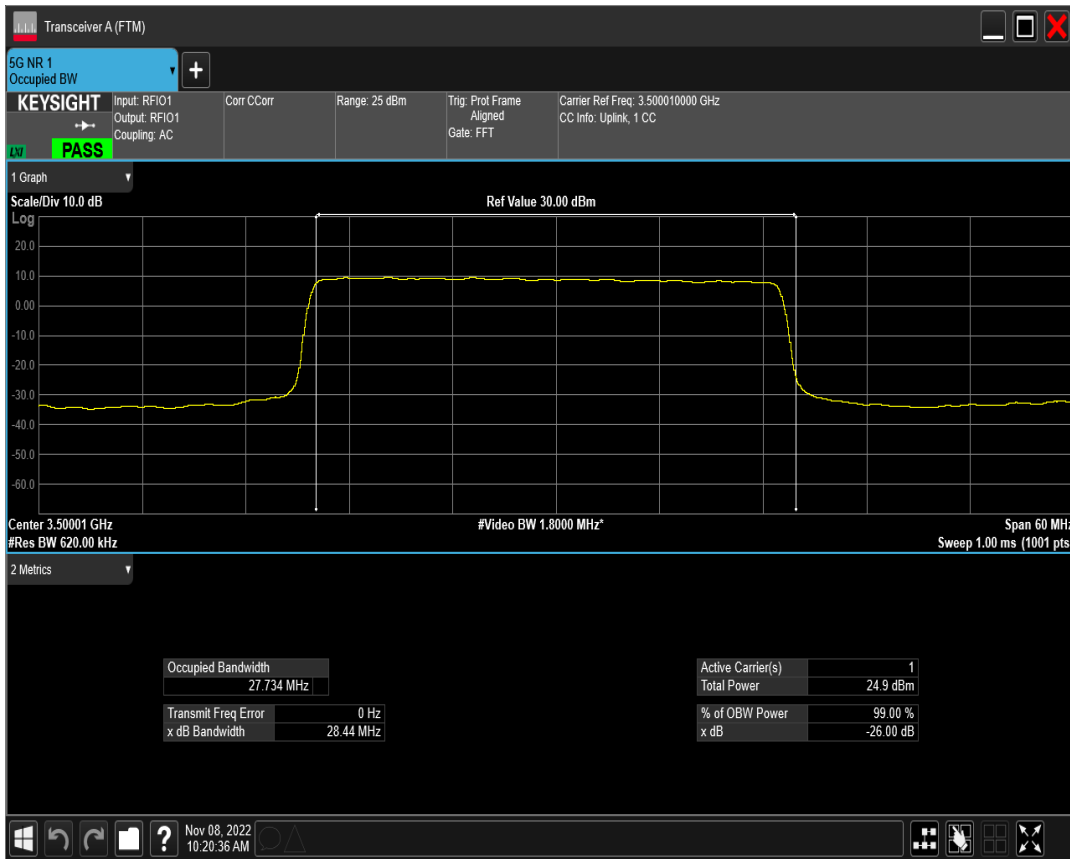 Transceiver A (FTM)
5G NR 1
Occupied BW
+
KEYSIGHT
LXI
PASS
Input: RFIO1
Output: RFIO1
Coupling: AC
Corr CCorr
Range: 25 dBm
Trig: Prot Frame
Aligned
Gate: FFT
Carrier Ref Freq: 3.500010000 GHz
CC Info: Uplink, 1 CC
1 Graph
Scale/Div 10.0 dB
Ref Value 30.00 dBm
Log
20.0
10.0
0.00
-10.0
-20.0
-30.0
-40.0
-50.0
-60.0
Center 3.50001 GHz
#Video BW 1.8000 MHz*
Span 60 MHz
#Res BW 620.00 kHz
Sweep 1.00 ms (1001 pts
2 Metrics
Occupied Bandwidth
27.734 MHz
Transmit Freq Error 0 Hz
x dB Bandwidth 28.44 MHz
Active Carrier(s) 1
Total Power 24.9 dBm
% of OBW Power 99.00 %
x dB -26.00 dB
?
Nov 08, 2022
10:20:36 AM